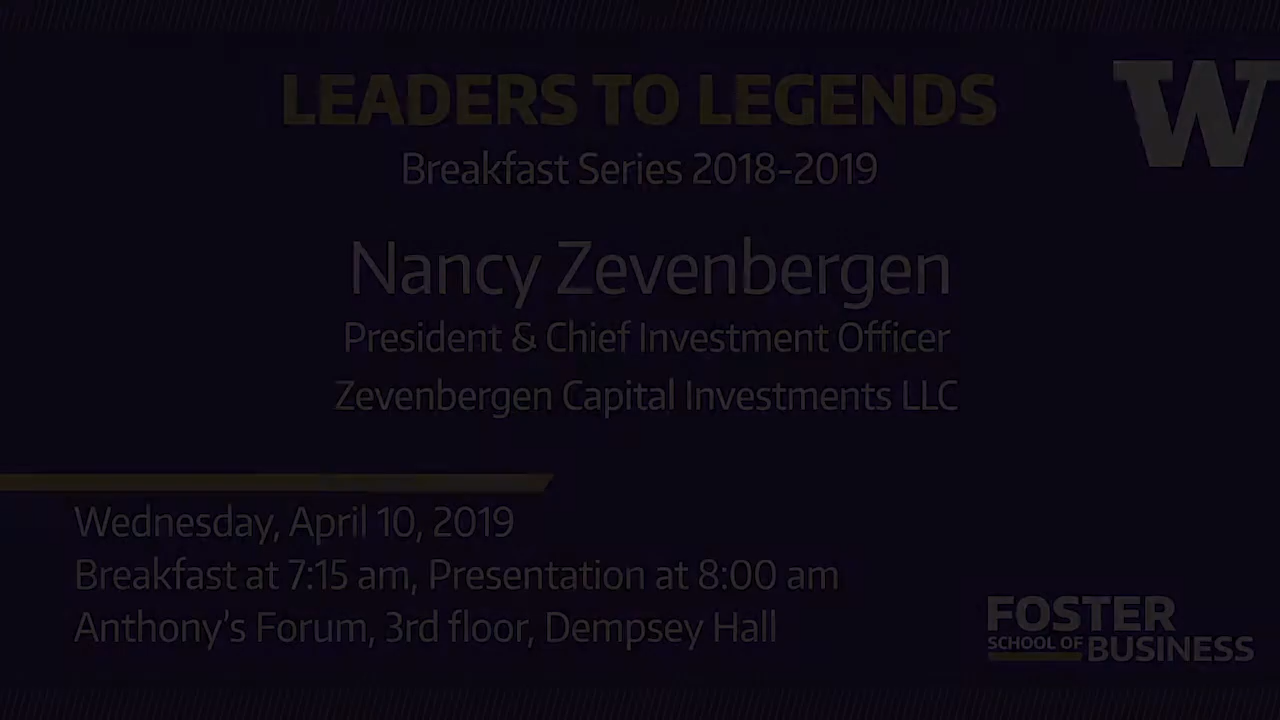 LEADERS TO LEGENDS
W
Breakfast Series 2018-2019
Nancy Zevenbergen
President & Chief Investment Officer
Zevenbergen Capital Investments LLC
Wednesday, April 10, 2019
Breakfast at 7:15 am, Presentation at 8:00 am
Anthony's Forum, 3rd floor, Dempsey Hall
FOSTER
SCHOOL OF BUSINESS